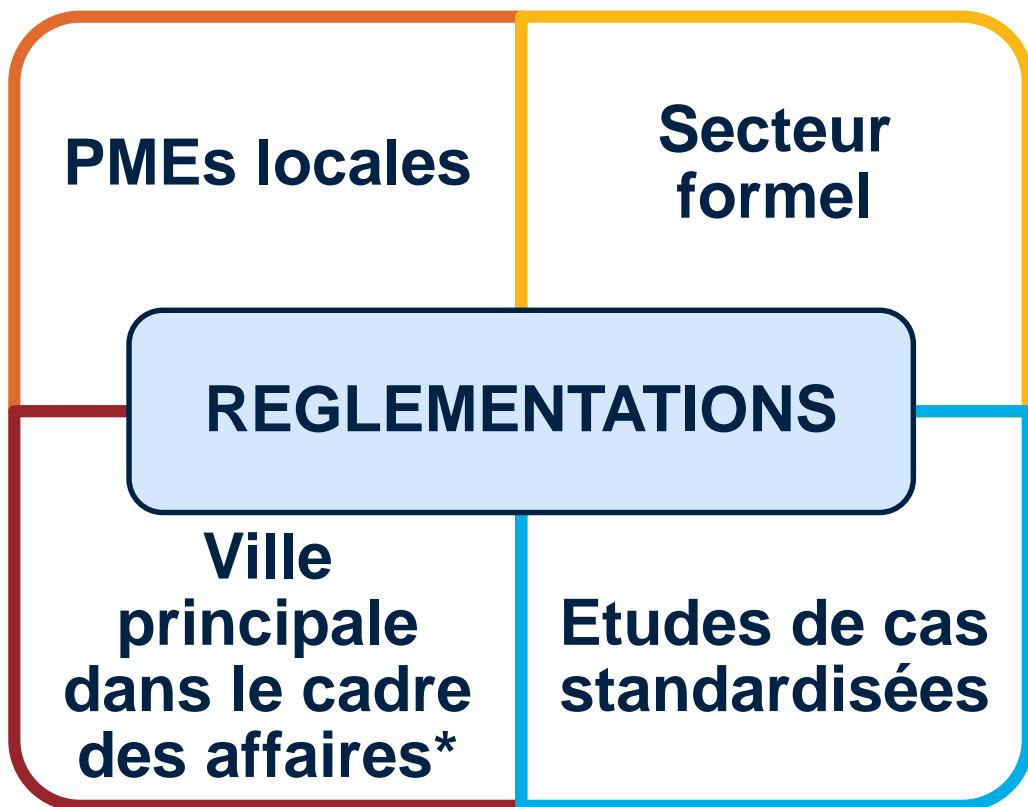 PMEs locales
Secteur
formel
REGLEMENTATIONS
Ville
principale
dans le cadre
des affaires*
Etudes de cas
standardisées